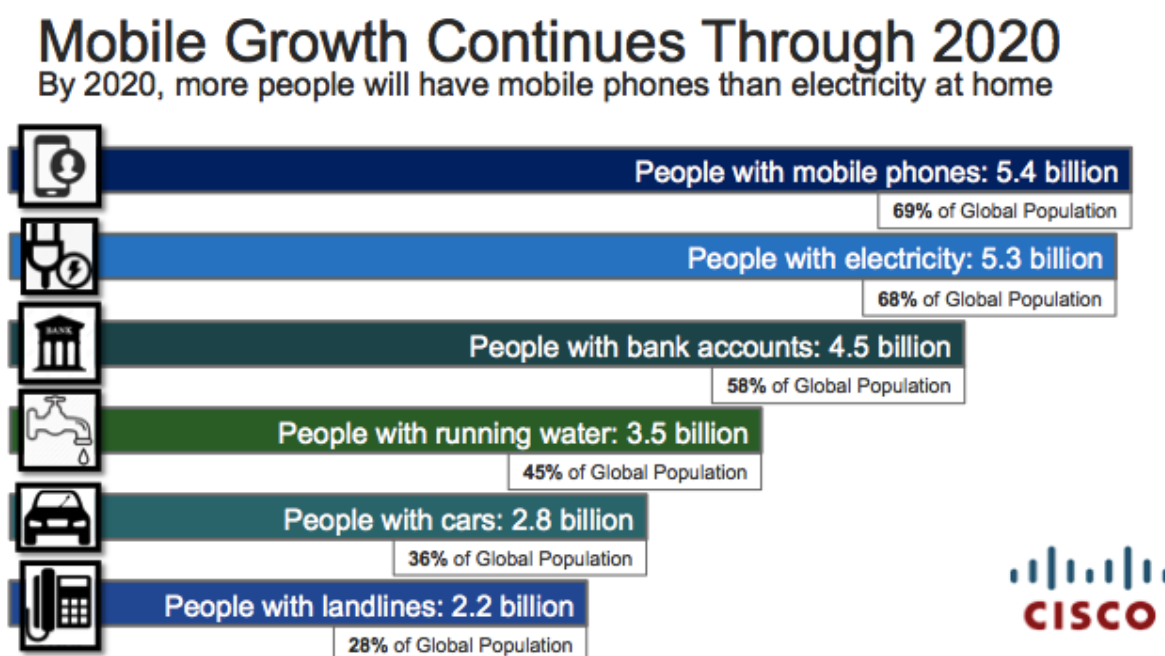 Mobile Growth Continues Through 2020
By 2020, more people will have mobile phones than electricity at home
People with mobile phones: 5.4 billion
69% of Global Population
People with electricity: 5.3 billion
68% of Global Population
BANK
People with bank accounts: 4.5 billion
58% of Global Population
People with running water: 3.5 billion
45% of Global Population
People with cars: 2.8 billion
36% of Global Population
People with landlines: 2.2 billion
28% of Global Population
CISCO